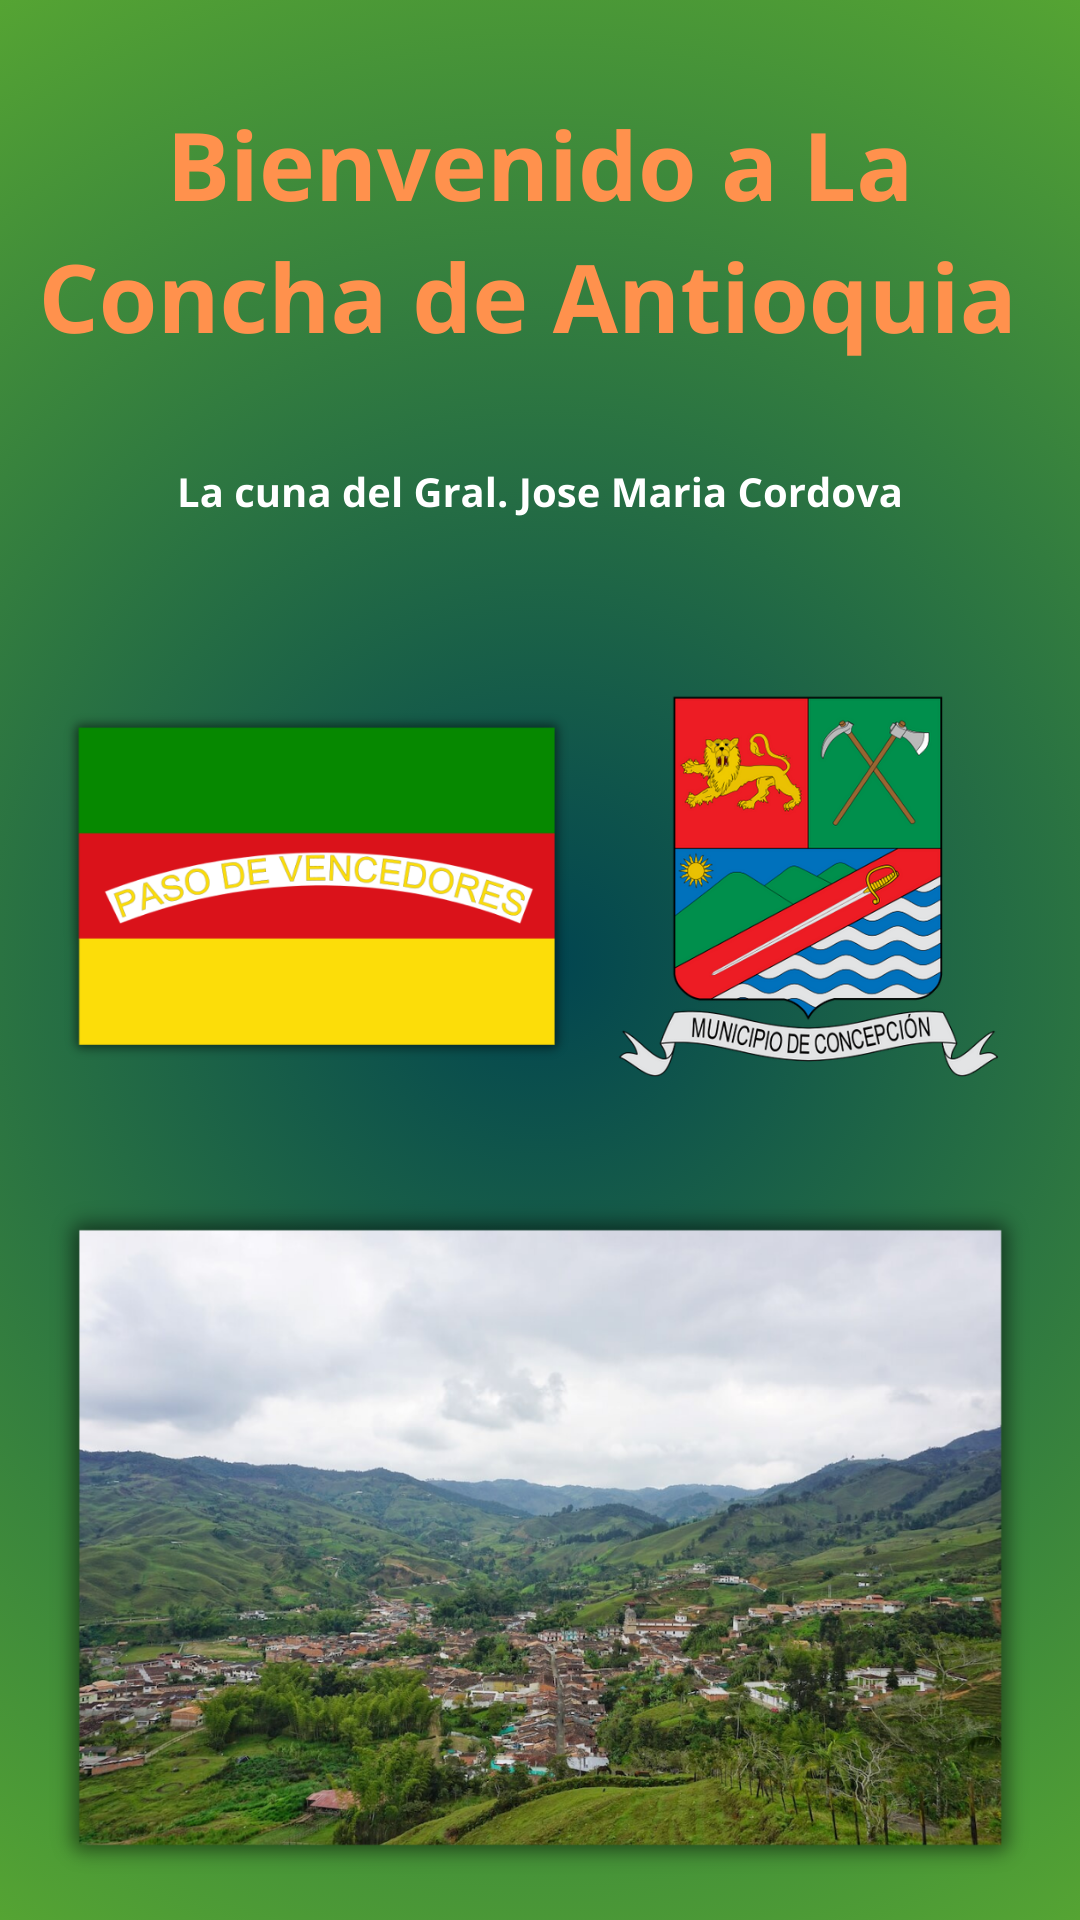 Bienvenido a La
Concha de Antioquia
La cuna del Gral. Jose Maria Cordova
PASO DE VENCEDORES
MUNICIPIO DE CONCEPCIÓN